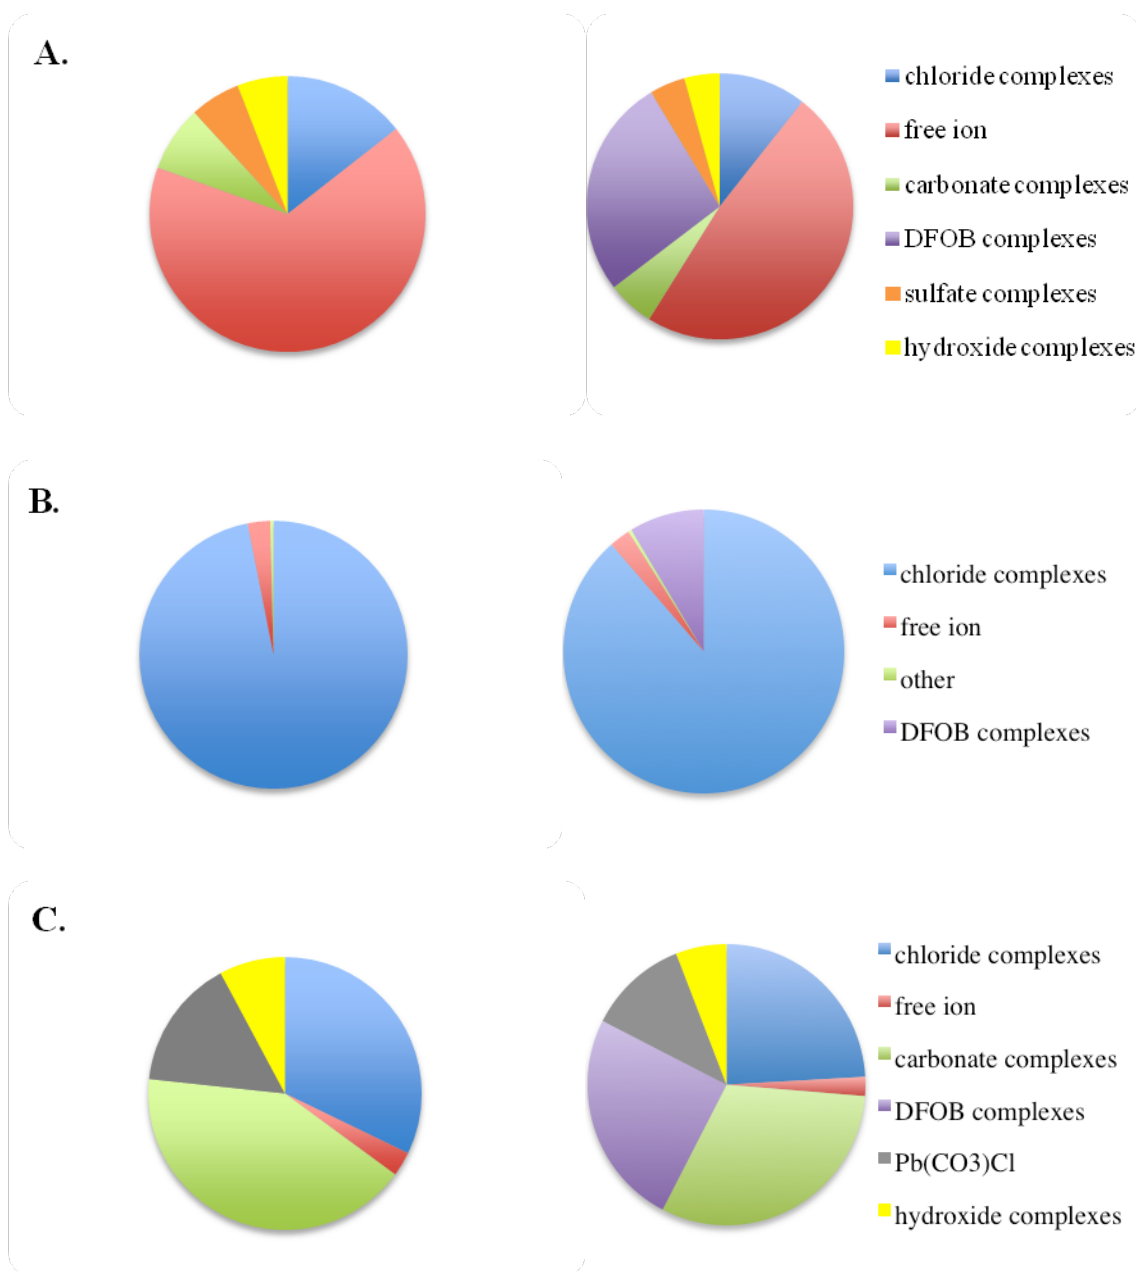 A.
chloride complexes
free ion
carbonate complexes
DFOB complexes
sulfate complexes
hydroxide complexes
B.
chloride complexes
free ion
other
DFOB complexes
C.
chloride complexes
free ion
carbonate complexes
DFOB complexes
Pb(CO3)Cl
hydroxide complexes